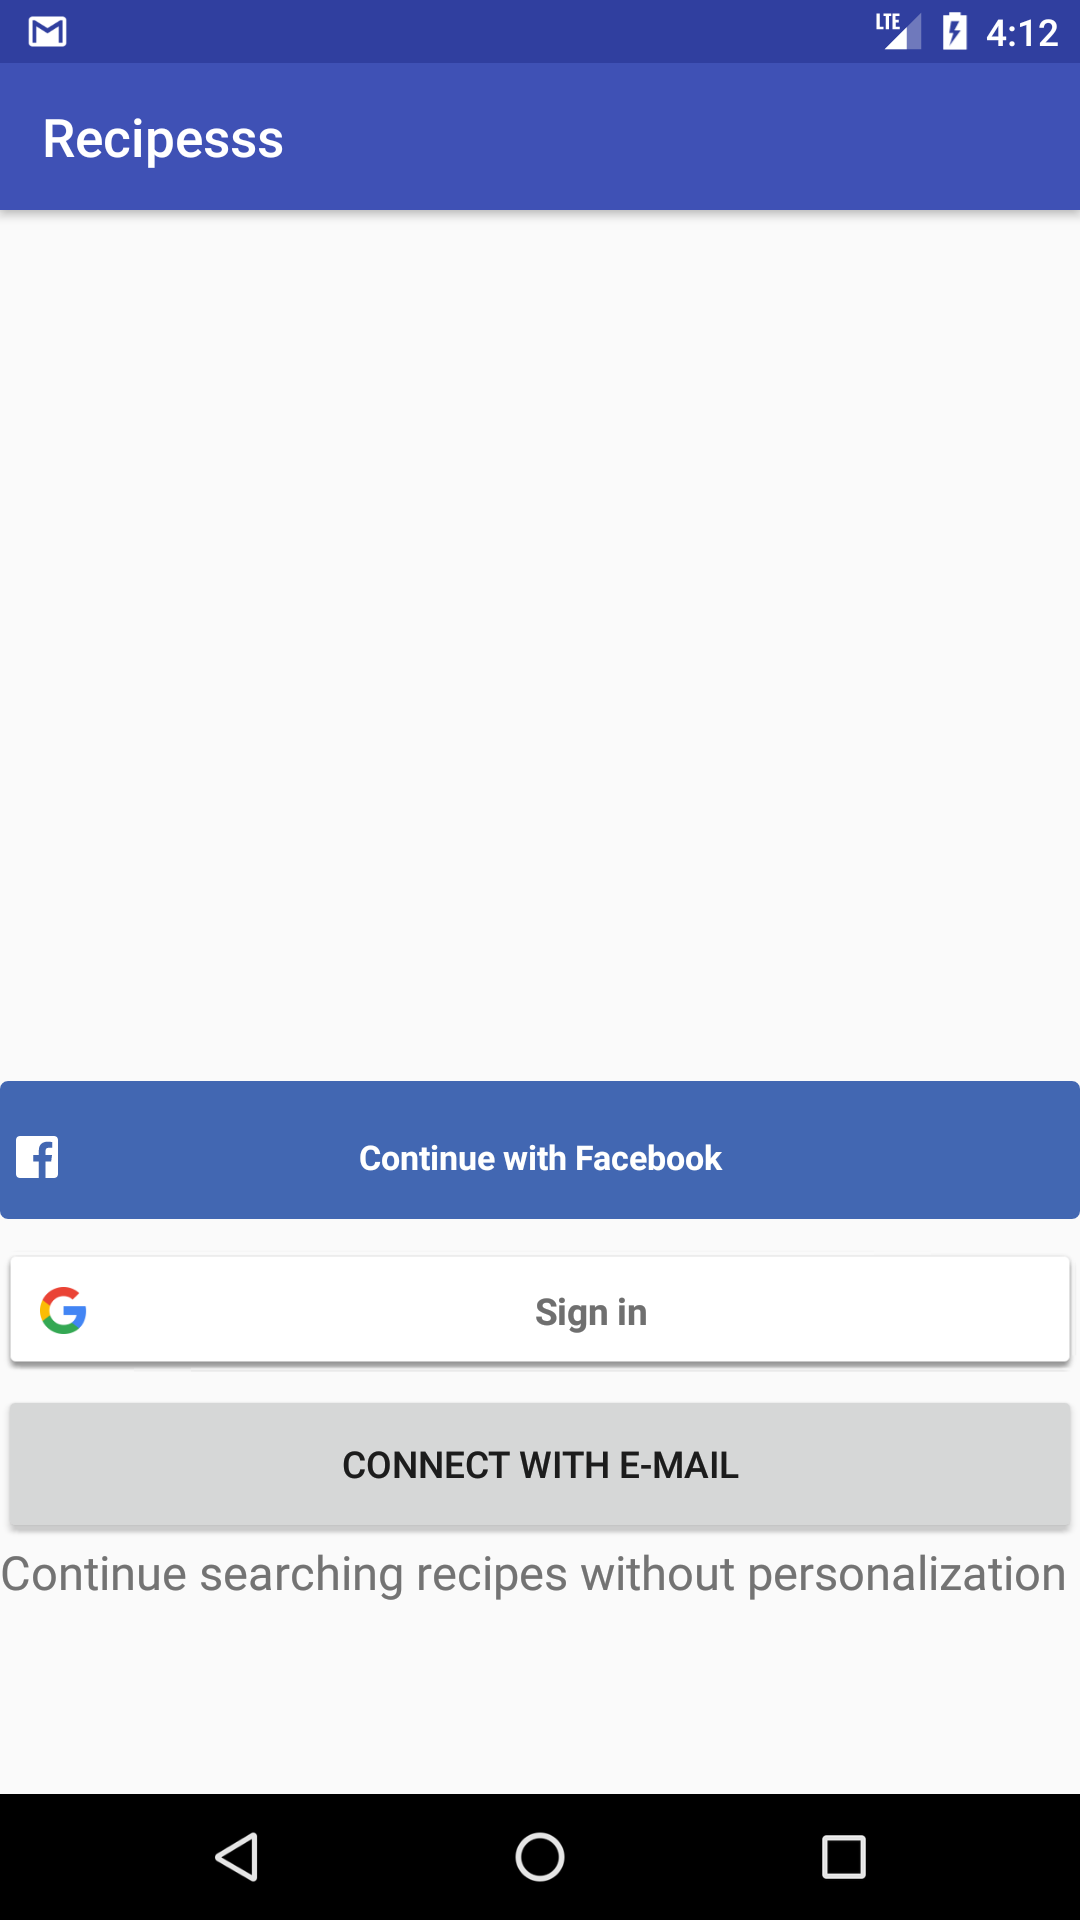 LTE 4:12
Recipesss
Continue with Facebook
Sign in
CONNECT WITH E-MAIL
Continue searching recipes without personalization